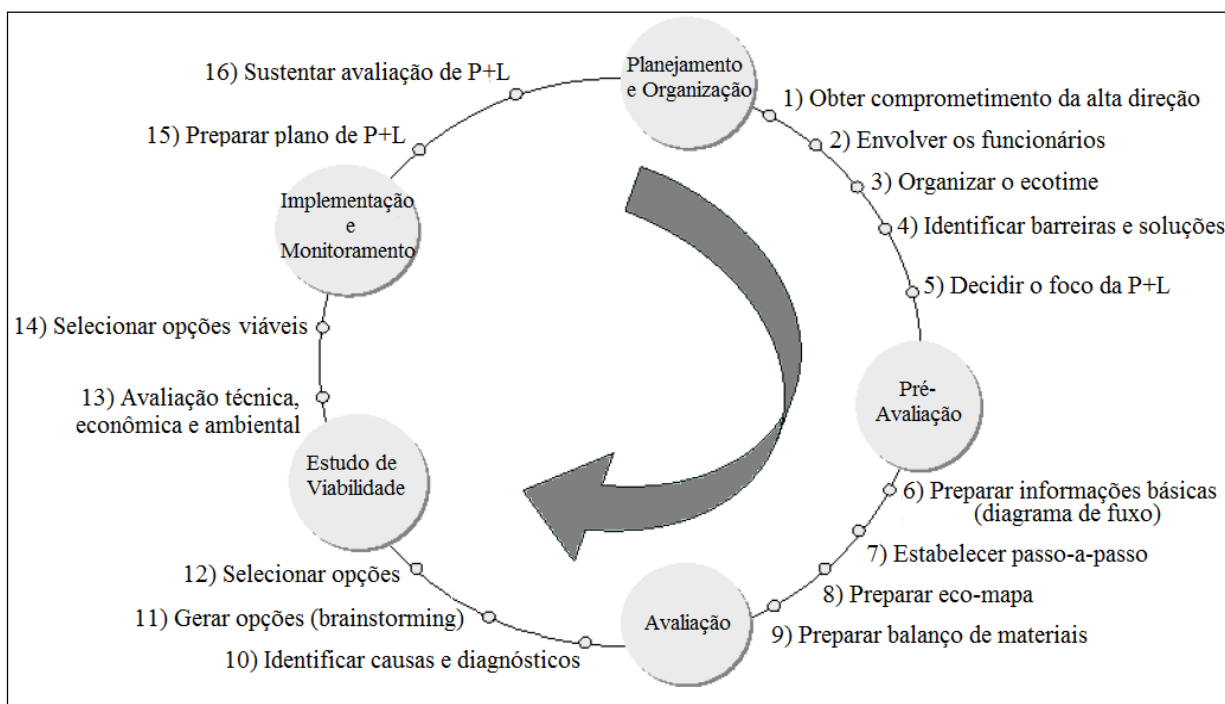 Planejamento
e Organização
1) Obter comprometimento da alta direção
2) Envolver os funcionários
3) Organizar o ecotime
4) Identificar barreiras e soluções
5) Decidir o foco da P+L
Pré-
Avaliação
6) Preparar informações básicas
(diagrama de fuxo)
7) Estabelecer passo-a-passo
8) Preparar eco-mapa
9) Preparar balanço de materiais
Avaliação
10) Identificar causas e diagnósticos
11) Gerar opções (brainstorming)
12) Selecionar opções
Estudo de
Viabilidade
13) Avaliação técnica,
econômica e ambiental
14) Selecionar opções viáveis
Implementação
e
Monitoramento
15) Preparar plano de P+L
16) Sustentar avaliação de P+L